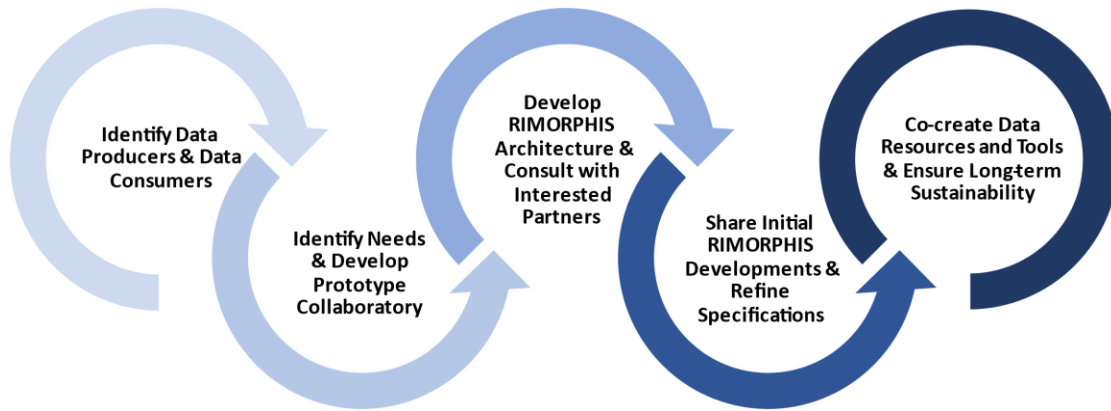 Identify Data
Producers & Data
Consumers
Identify Needs
& Develop
Prototype
Collaboratory
Develop
RIMORPHIS
Architecture &
Consult with
Interested
Partners
Share Initial
RIMORPHIS
Developments &
Refine
Specifications
Co-create Data
Resources and Tools
& Ensure Long-term
Sustainability